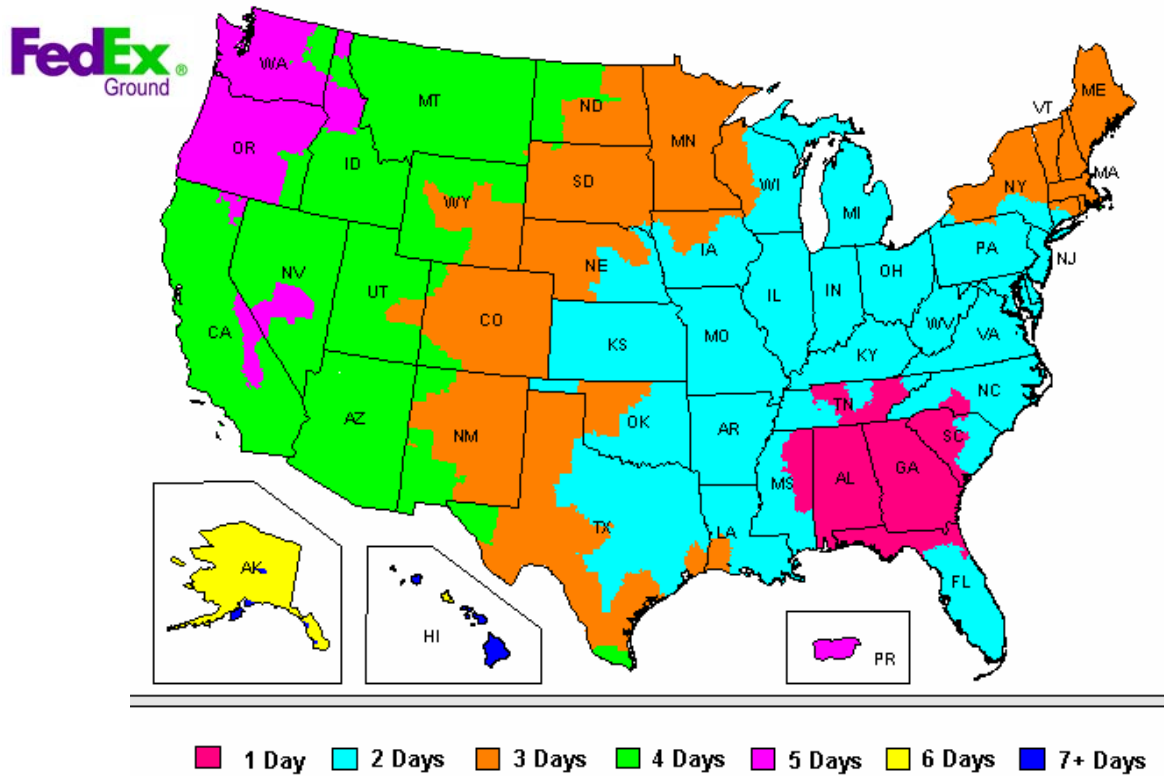 FedEx®
Ground
WA
MT
ND
MN
VT
ME
OR
ID
SD
WI
MI
NY
MA
WY
IA
PA
NJ
NV
UT
NE
IL
IN
OH
CA
CO
KS
MO
WV
VA
KY
AZ
NM
OK
AR
TN
NC
SC
TX
LA
MS
AL
GA
FL
AK
HI
PR
1 Day
2 Days
3 Days
4 Days
5 Days
6 Days
7+ Days